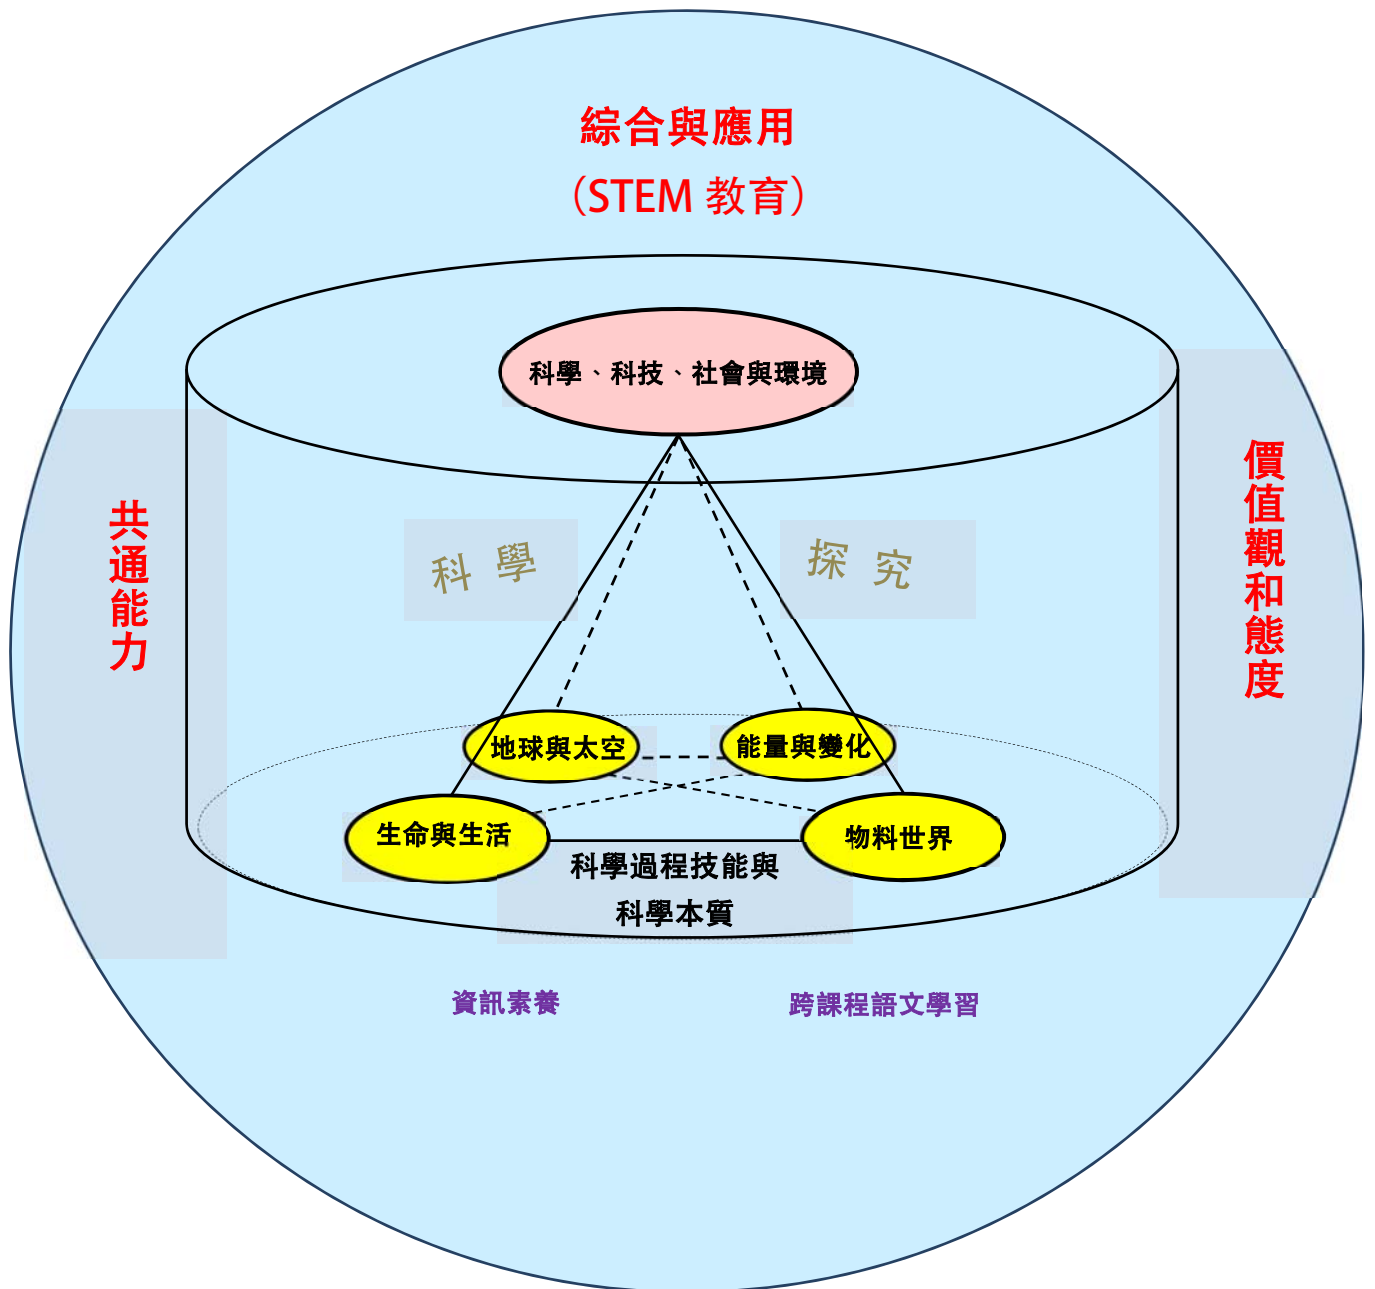 綜合與應用
（STEM 教育）
科學、科技、社會與環境
共通能力
價值觀和態度
科學
探究
地球與太空
能量與變化
生命與生活
物料世界
科學過程技能與
科學本質
資訊素養
跨課程語文學習